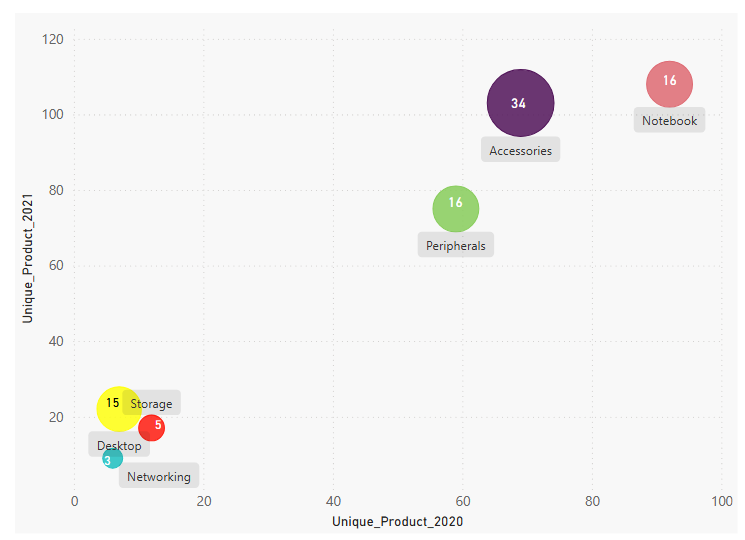 120
100
80
60
40
20
Unique_Product_2021
34
Accessories
16
Notebook
16
Peripherals
15
Storage
5
Desktop
3
Networking
0
20
40
60
80
100
Unique_Product_2020